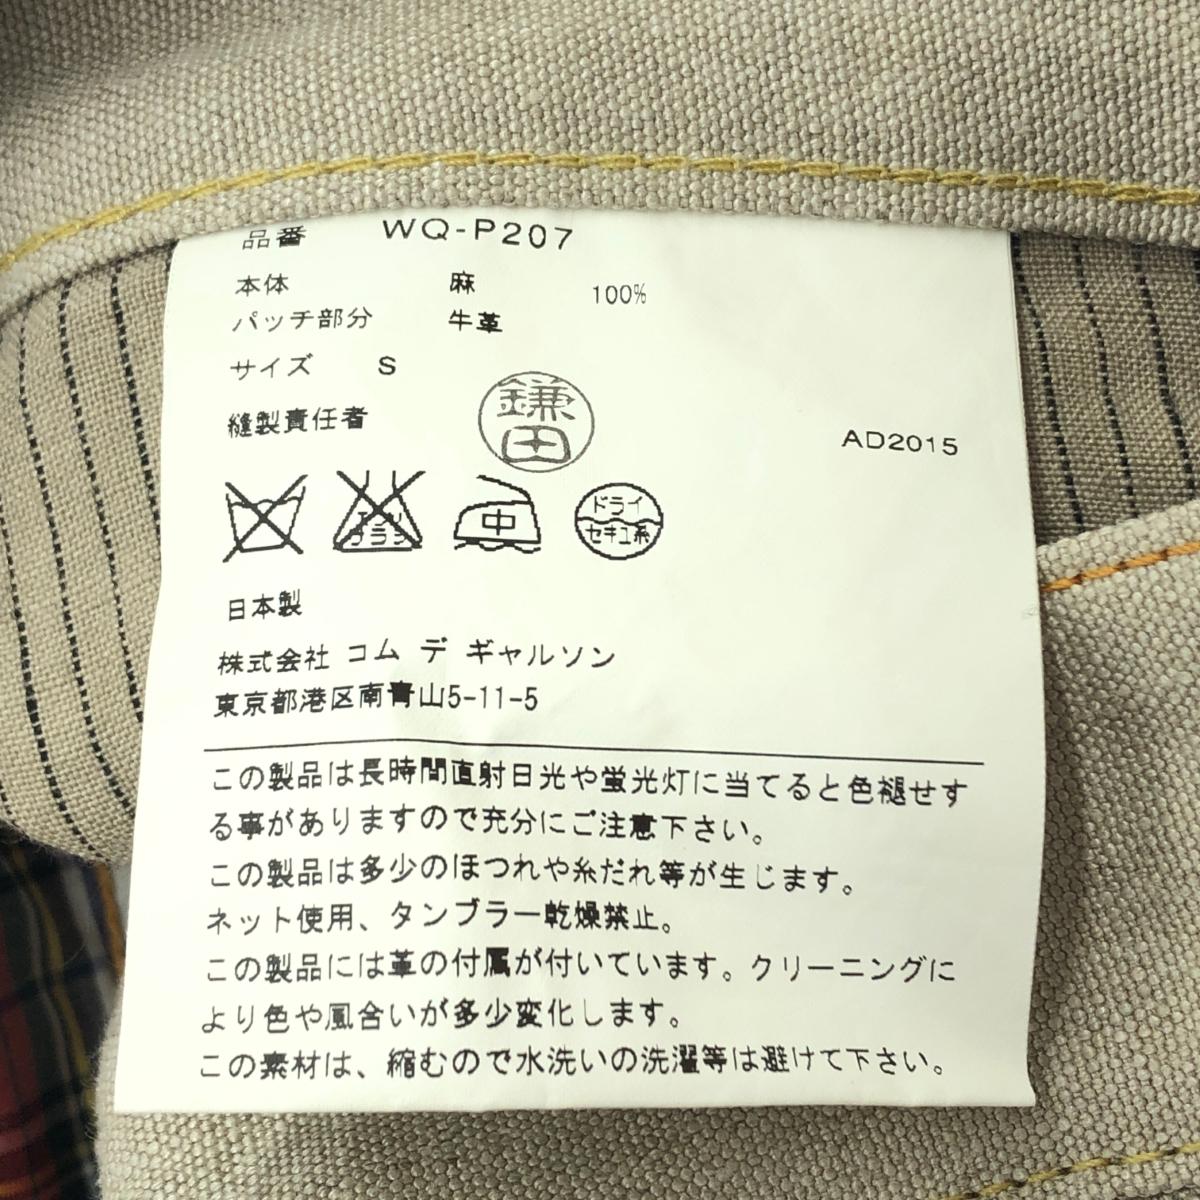 品番 WQ-P207
本体 麻 100%
パッチ部分 牛革
サイズ S
縫製責任者 鎌田
AD2015
エンソ
ブラシ
中
ドライ
セキユ系
日本製
株式会社 コム デ ギャルソン
東京都港区南青山5-11-5
この製品は長時間直射日光や蛍光灯に当てると色褪せす
る事がありますので充分にご注意下さい。
この製品は多少のほつれや糸だれ等が生じます。
ネット使用、タンブラー乾燥禁止。
この製品には革の付属が付いています。クリーニングに
より色や風合いが多少変化します。
この素材は、縮むので水洗いの洗濯等は避けて下さい。